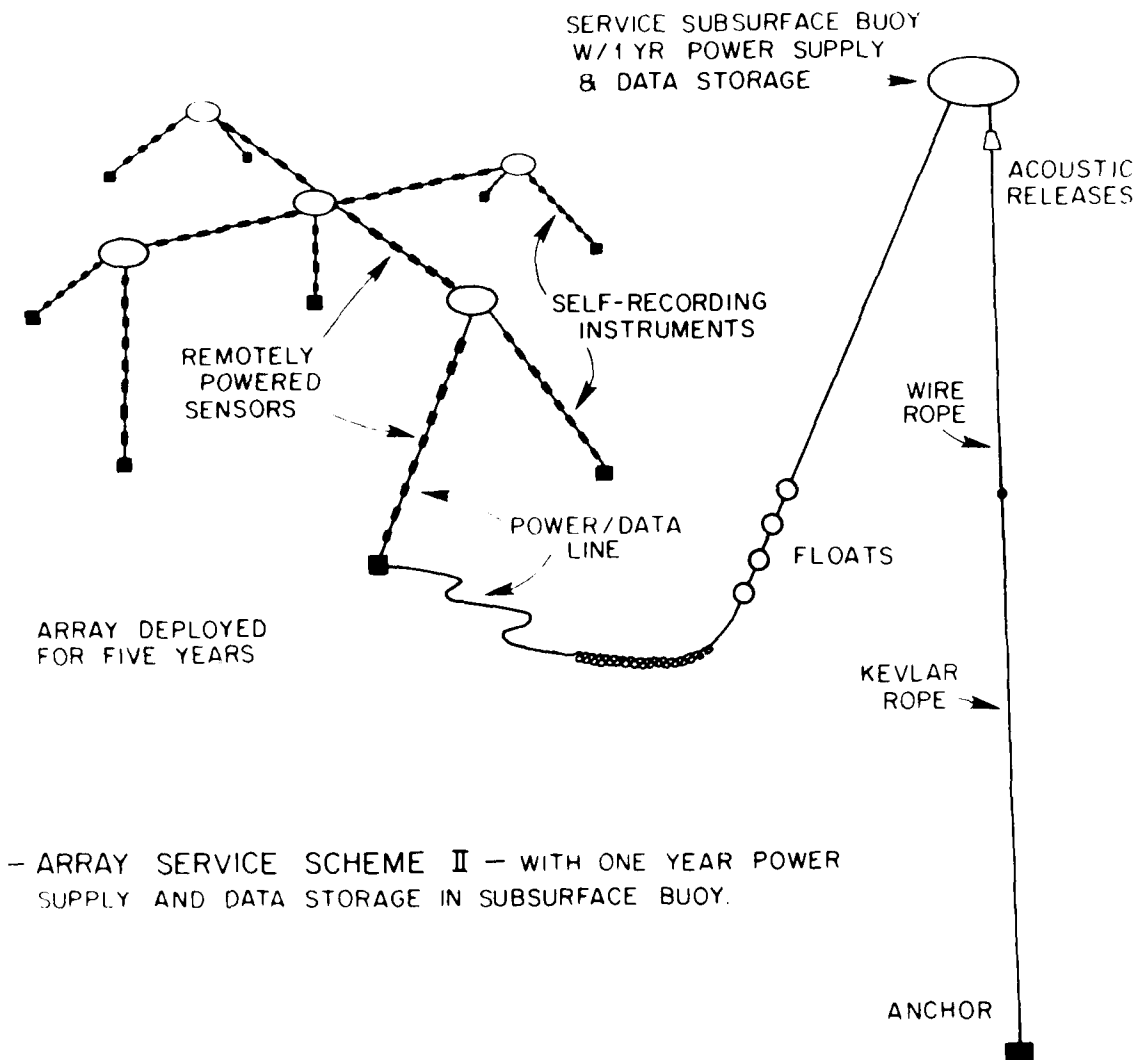 SERVICE SUBSURFACE BUOY
W/1 YR POWER SUPPLY
& DATA STORAGE
ACOUSTIC
RELEASES
SELF-RECORDING
INSTRUMENTS
REMOTELY
POWERED
SENSORS
WIRE
ROPE
POWER/DATA
LINE
FLOATS
ARRAY DEPLOYED
FOR FIVE YEARS
KEVLAR
ROPE
- ARRAY SERVICE SCHEME II - WITH ONE YEAR POWER
SUPPLY AND DATA STORAGE IN SUBSURFACE BUOY.
ANCHOR